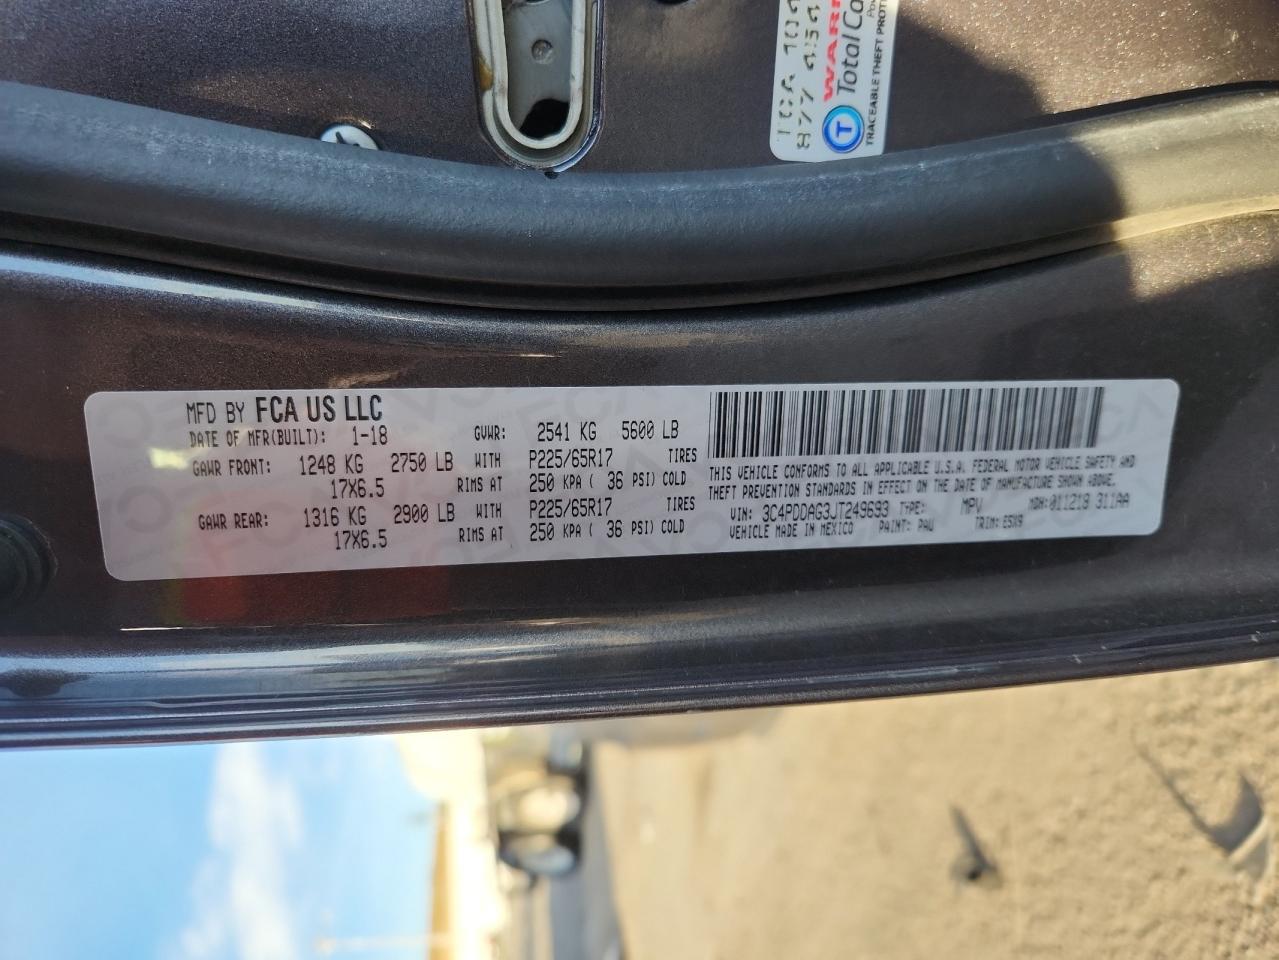 877 454
WARR
Total Ca
TRACEABLE THEFT PROT
T
MFD BY FCA US LLC
DATE OF MFR(BUILT): 1-18 GVWR: 2541 KG 5600 LB
GAWR FRONT: 1248 KG 2750 LB WITH P225/65R17 TIRES
17X6.5 RIMS AT 250 KPA ( 36 PSI) COLD
GAWR REAR: 1316 KG 2900 LB WITH P225/65R17 TIRES
17X6.5 RIMS AT 250 KPA ( 36 PSI) COLD
THIS VEHICLE CONFORMS TO ALL APPLICABLE U.S.A. FEDERAL MOTOR VEHICLE SAFETY AND
THEFT PREVENTION STANDARDS IN EFFECT ON THE DATE OF MANUFACTURE SHOWN ABOVE.
VIN: 3C4PDDAG3JT249693 TYPE: MPV MDH: 011218 311AA
VEHICLE MADE IN MEXICO PAINT: PAU TRIM: E5X9